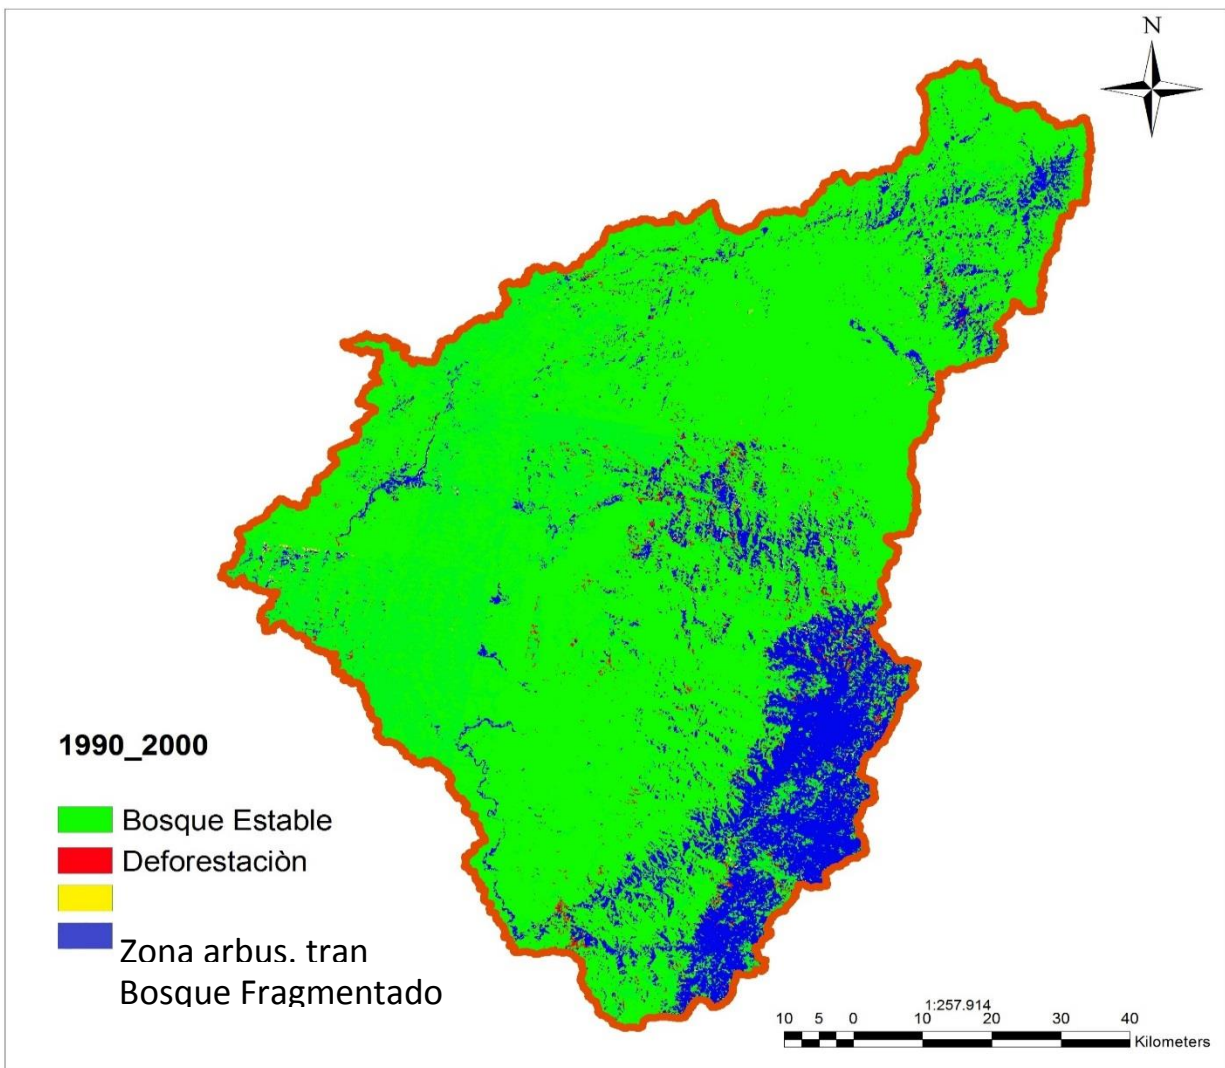 N
1990_2000
Bosque Estable
Deforestaciòn
Zona arbus. tran
Bosque Fragmentado
1:257.914
10 5 0 10 20 30 40
Kilometers